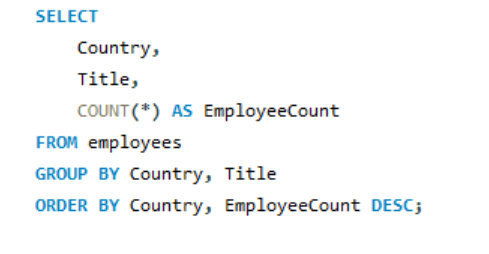 SELECT
    Country,
    Title,
    COUNT(*) AS EmployeeCount
FROM employees
GROUP BY Country, Title
ORDER BY Country, EmployeeCount DESC;